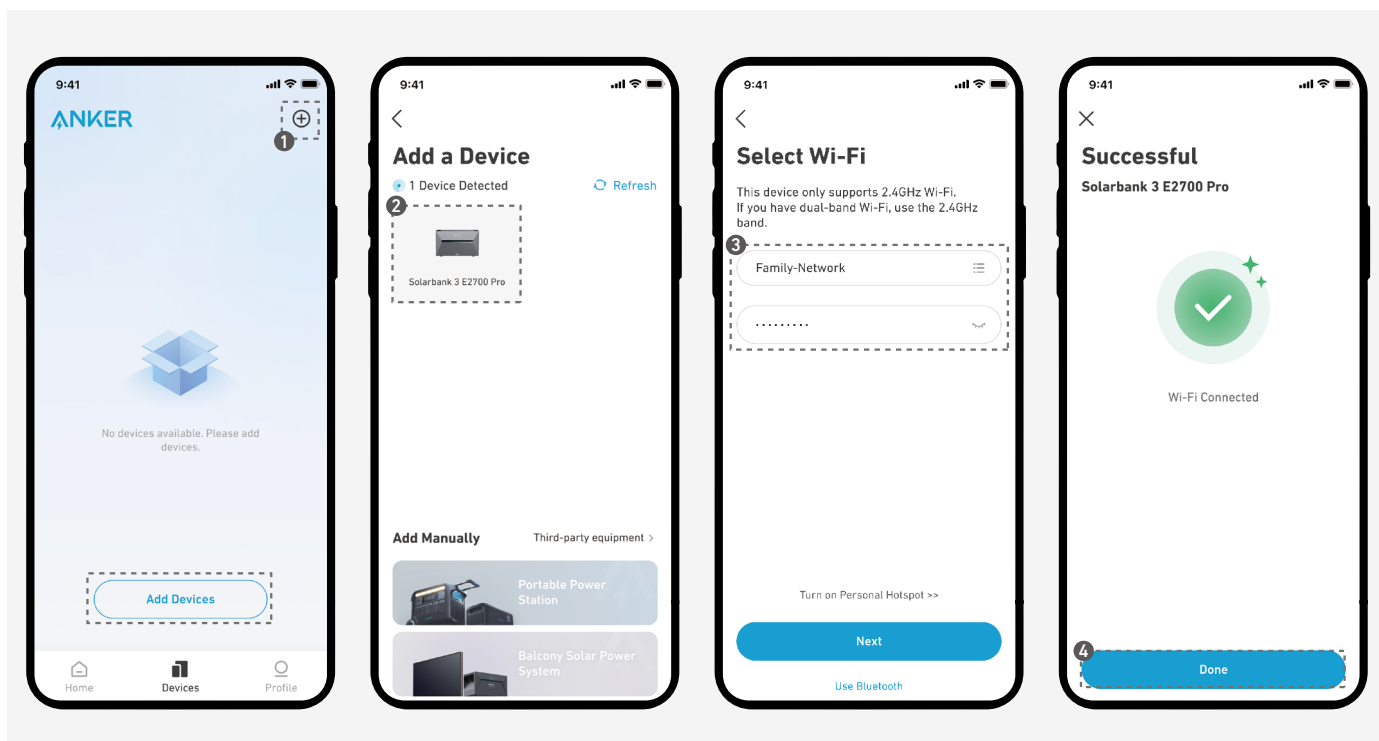 9:41
ANKER
1
No devices available. Please add
devices.
Add Devices
Home
Devices
Profile
9:41
Add a Device
1 Device Detected
Refresh
2
Solarbank 3 E2700 Pro
Add Manually
Third-party equipment >
Portable Power
Station
Balcony Solar Power
System
9:41
Select Wi-Fi
This device only supports 2.4GHz Wi-Fi.
If you have dual-band Wi-Fi, use the 2.4GHz
band.
3
Family-Network
·········
Turn on Personal Hotspot >>
Next
Use Bluetooth
9:41
Successful
Solarbank 3 E2700 Pro
Wi-Fi Connected
4
Done